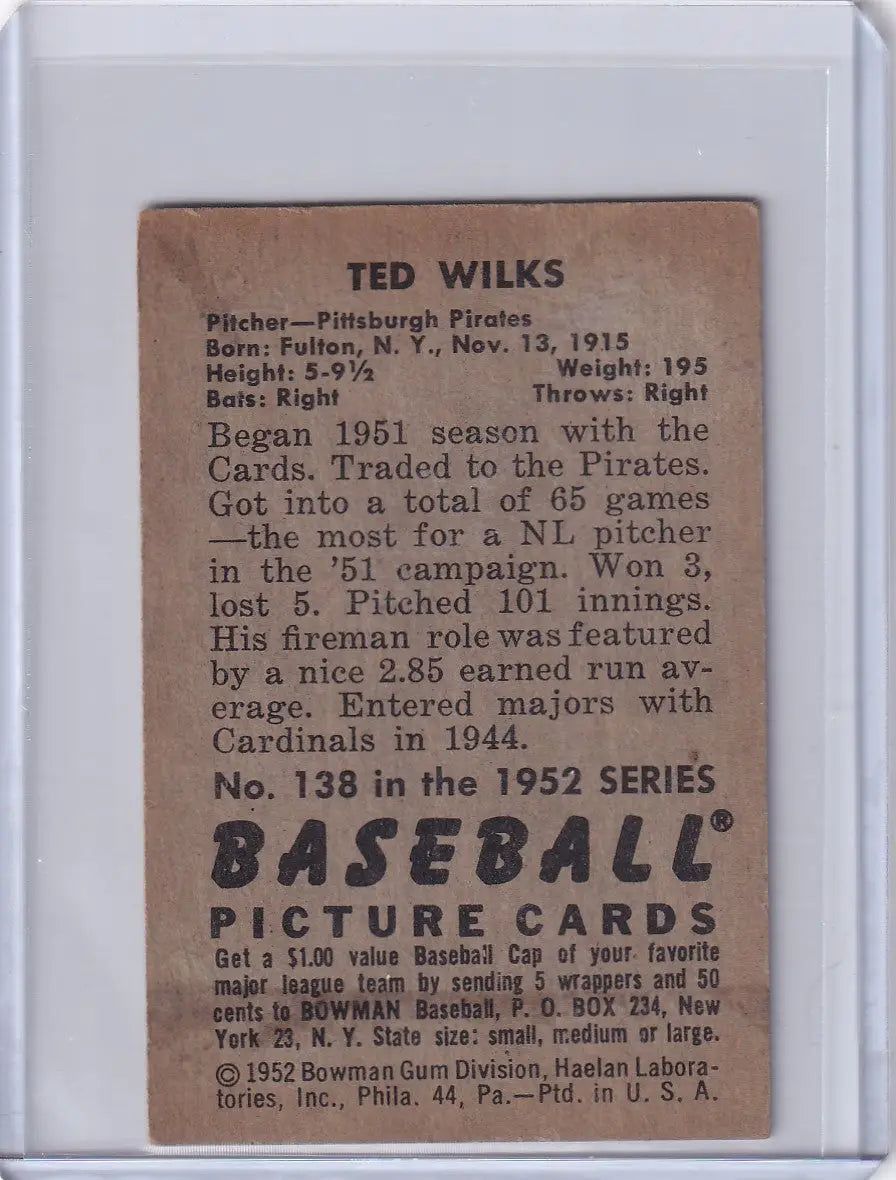 TED WILKS
Pitcher—Pittsburgh Pirates
Born: Fulton, N. Y., Nov. 13, 1915
Height: 5-9½ Weight: 195
Bats: Right Throws: Right
Began 1951 season with the
Cards. Traded to the Pirates.
Got into a total of 65 games
—the most for a NL pitcher
in the '51 campaign. Won 3,
lost 5. Pitched 101 innings.
His fireman role was featured
by a nice 2.85 earned run av-
erage. Entered majors with
Cardinals in 1944.
No. 138 in the 1952 SERIES
BASEBALL®
PICTURE CARDS
Get a $1.00 value Baseball Cap of your favorite
major league team by sending 5 wrappers and 50
cents to BOWMAN Baseball, P. O. BOX 234, New
York 23, N. Y. State size: small, medium or large.
© 1952 Bowman Gum Division, Haelan Labora-
tories, Inc., Phila. 44, Pa.—Ptd. in U. S. A.